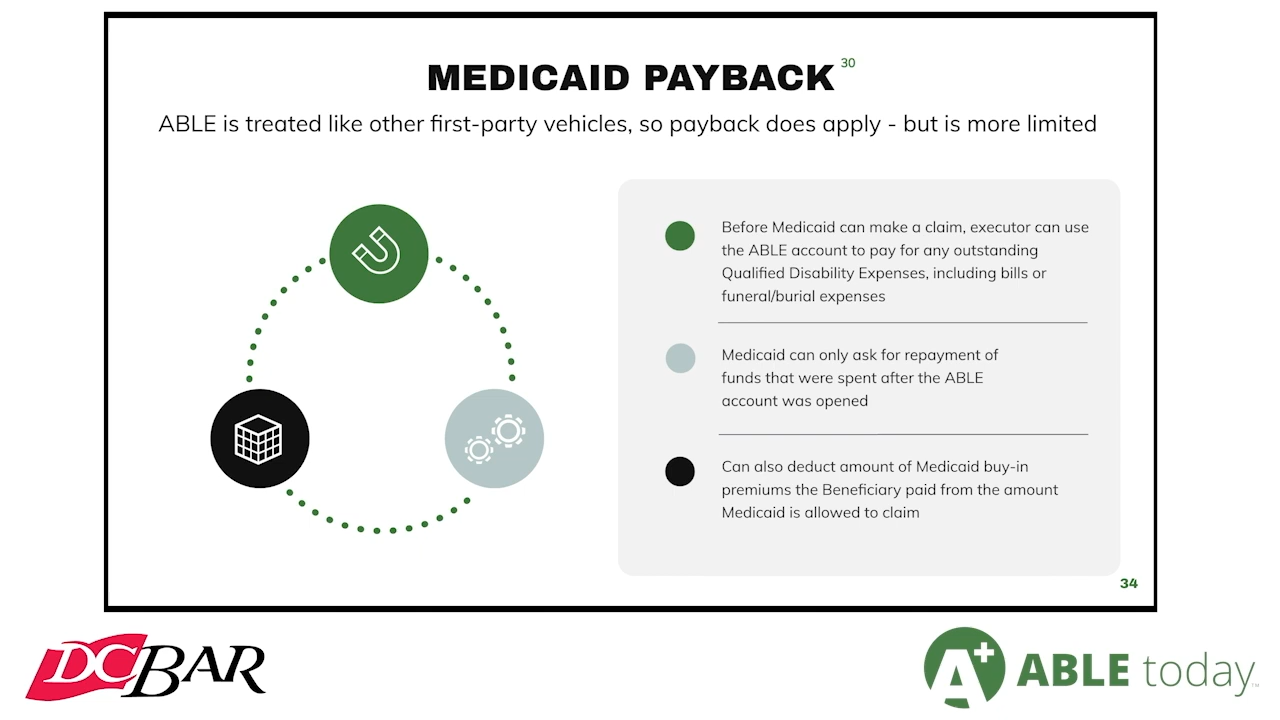 MEDICAID PAYBACK 30
ABLE is treated like other first-party vehicles, so payback does apply - but is more limited
Before Medicaid can make a claim, executor can use
the ABLE account to pay for any outstanding
Qualified Disability Expenses, including bills or
funeral/burial expenses
Medicaid can only ask for repayment of
funds that were spent after the ABLE
account was opened
Can also deduct amount of Medicaid buy-in
premiums the Beneficiary paid from the amount
Medicaid is allowed to claim
34
DC BAR
A+ ABLE today™